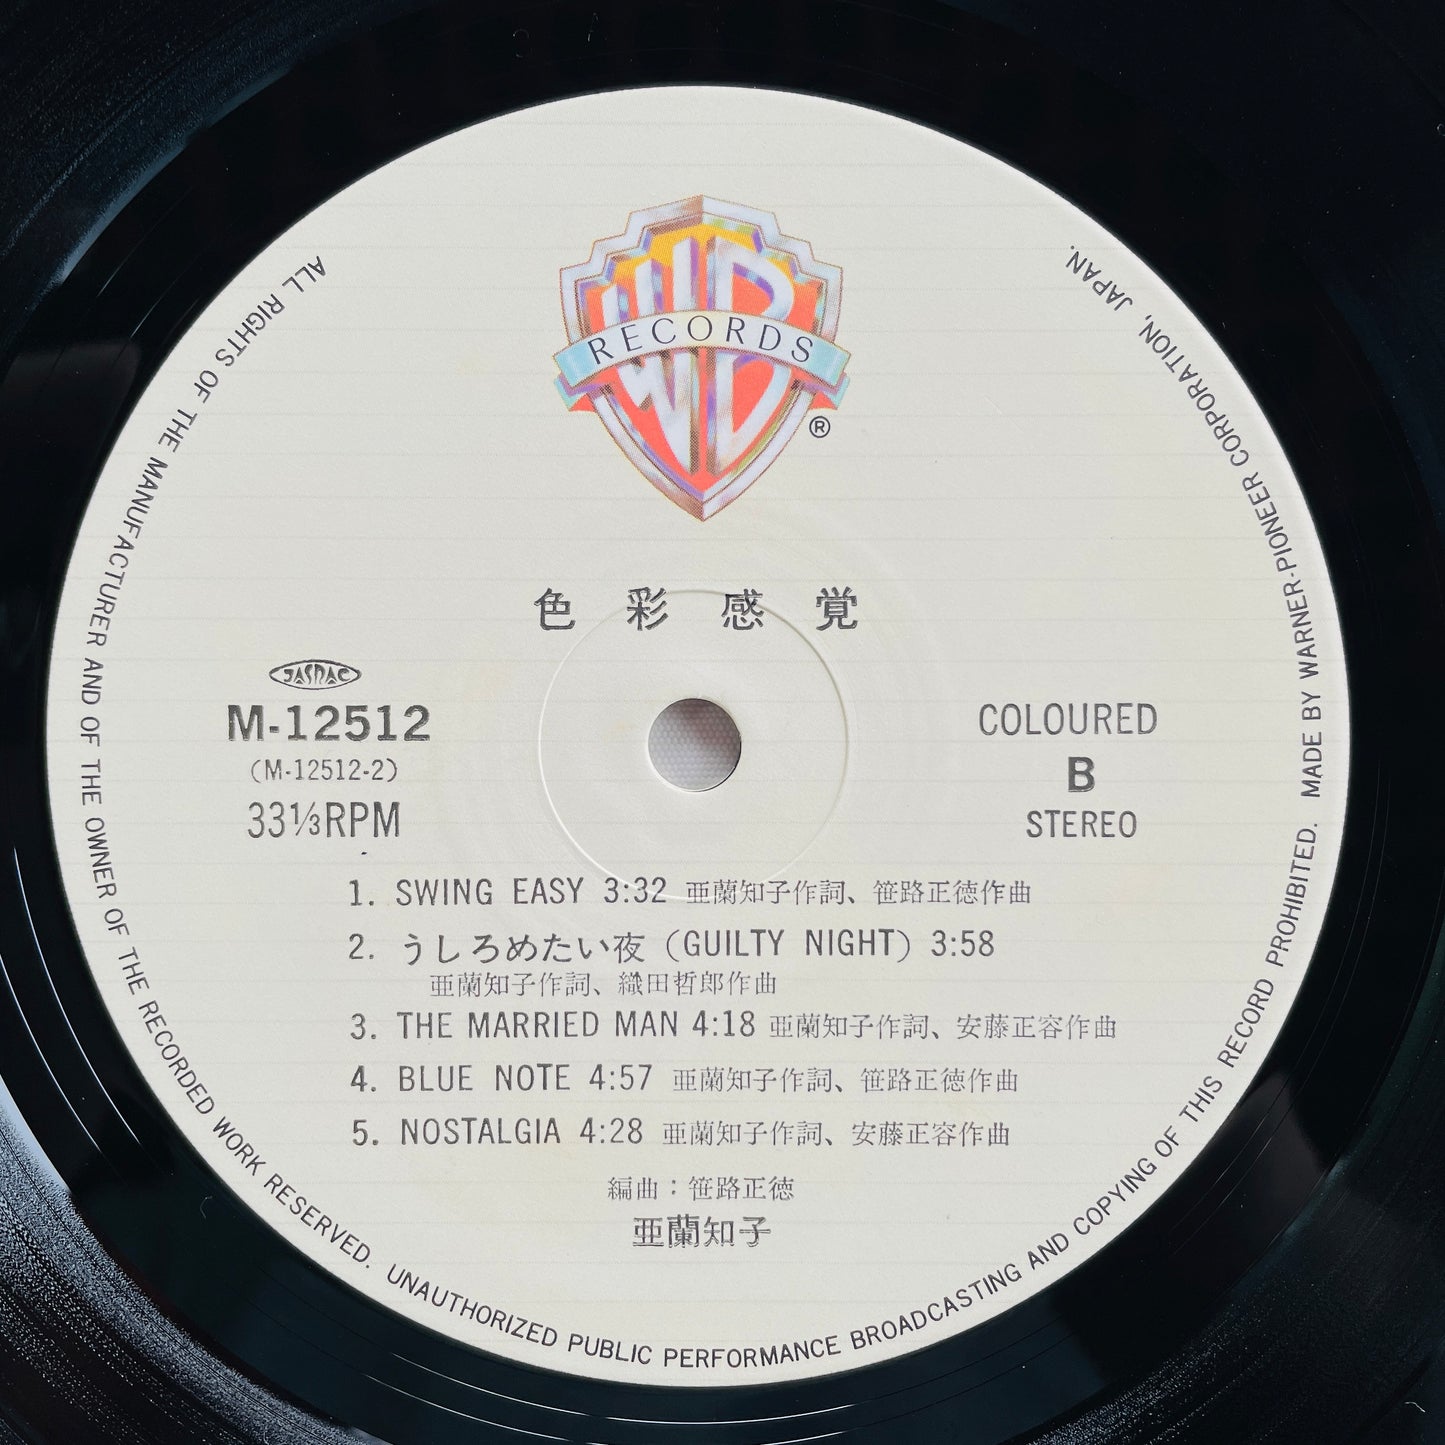 WB
RECORDS
®
色彩感覚
JASRAC
M-12512
(M-12512-2)
33⅓RPM
COLOURED
B
STEREO
1. SWING EASY 3:32 亜蘭知子作詞、笹路正徳作曲
2. うしろめたい夜 (GUILTY NIGHT) 3:58
亜蘭知子作詞、織田哲郎作曲
3. THE MARRIED MAN 4:18 亜蘭知子作詞、安藤正容作曲
4. BLUE NOTE 4:57 亜蘭知子作詞、笹路正徳作曲
5. NOSTALGIA 4:28 亜蘭知子作詞、安藤正容作曲
編曲：笹路正徳
亜蘭知子
ALL RIGHTS OF THE MANUFACTURER AND OF THE OWNER OF THE RECORDED WORK RESERVED. UNAUTHORIZED PUBLIC PERFORMANCE BROADCASTING AND COPYING OF THIS RECORD PROHIBITED. MADE BY WARNER-PIONEER CORPORATION, JAPAN.